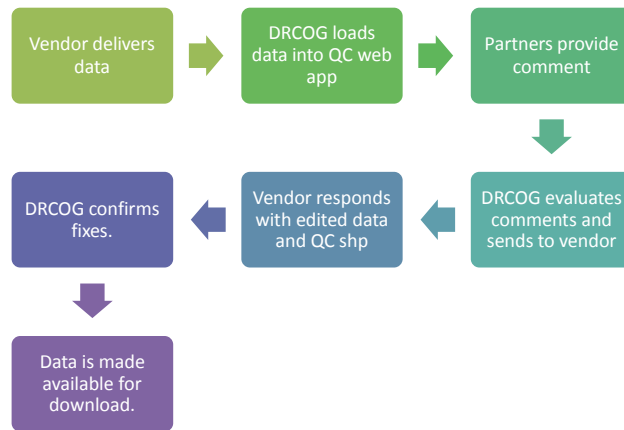 Vendor delivers
data
DRCOG loads
data into QC web
app
Partners provide
comment
DRCOG evaluates
comments and
sends to vendor
Vendor responds
with edited data
and QC shp
DRCOG confirms
fixes.
Data is made
available for
download.